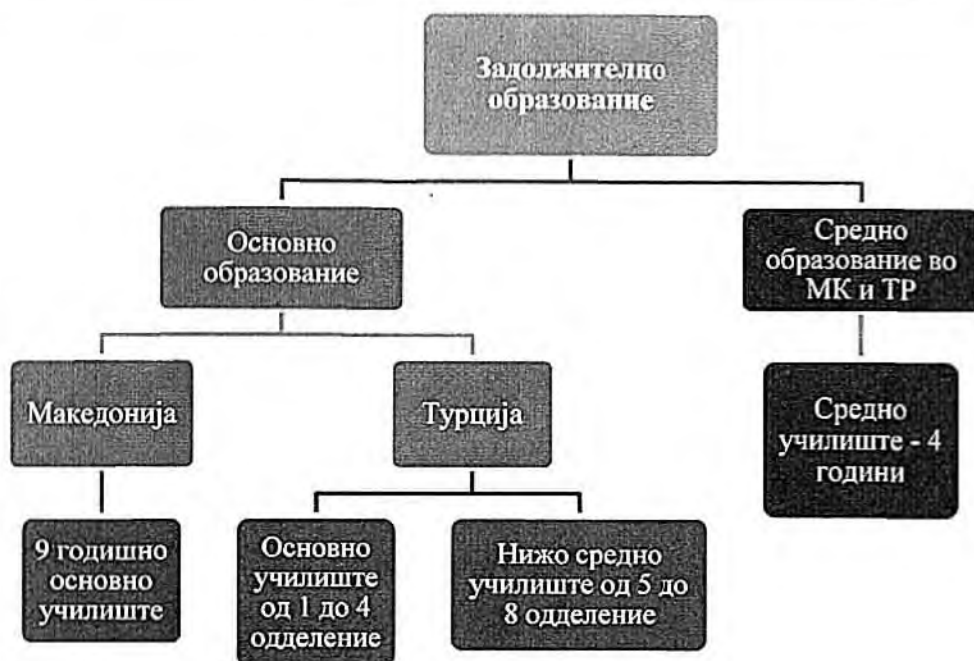 Задолжително
образование
Основно
образование
Средно
образование во
МК и ТР
Македонија
Турција
Средно
училиште - 4
години
9 годишно
основно
училиште
Основно
училиште
од 1 до 4
одделение
Нижо средно
училиште од 5 до
8 одделение